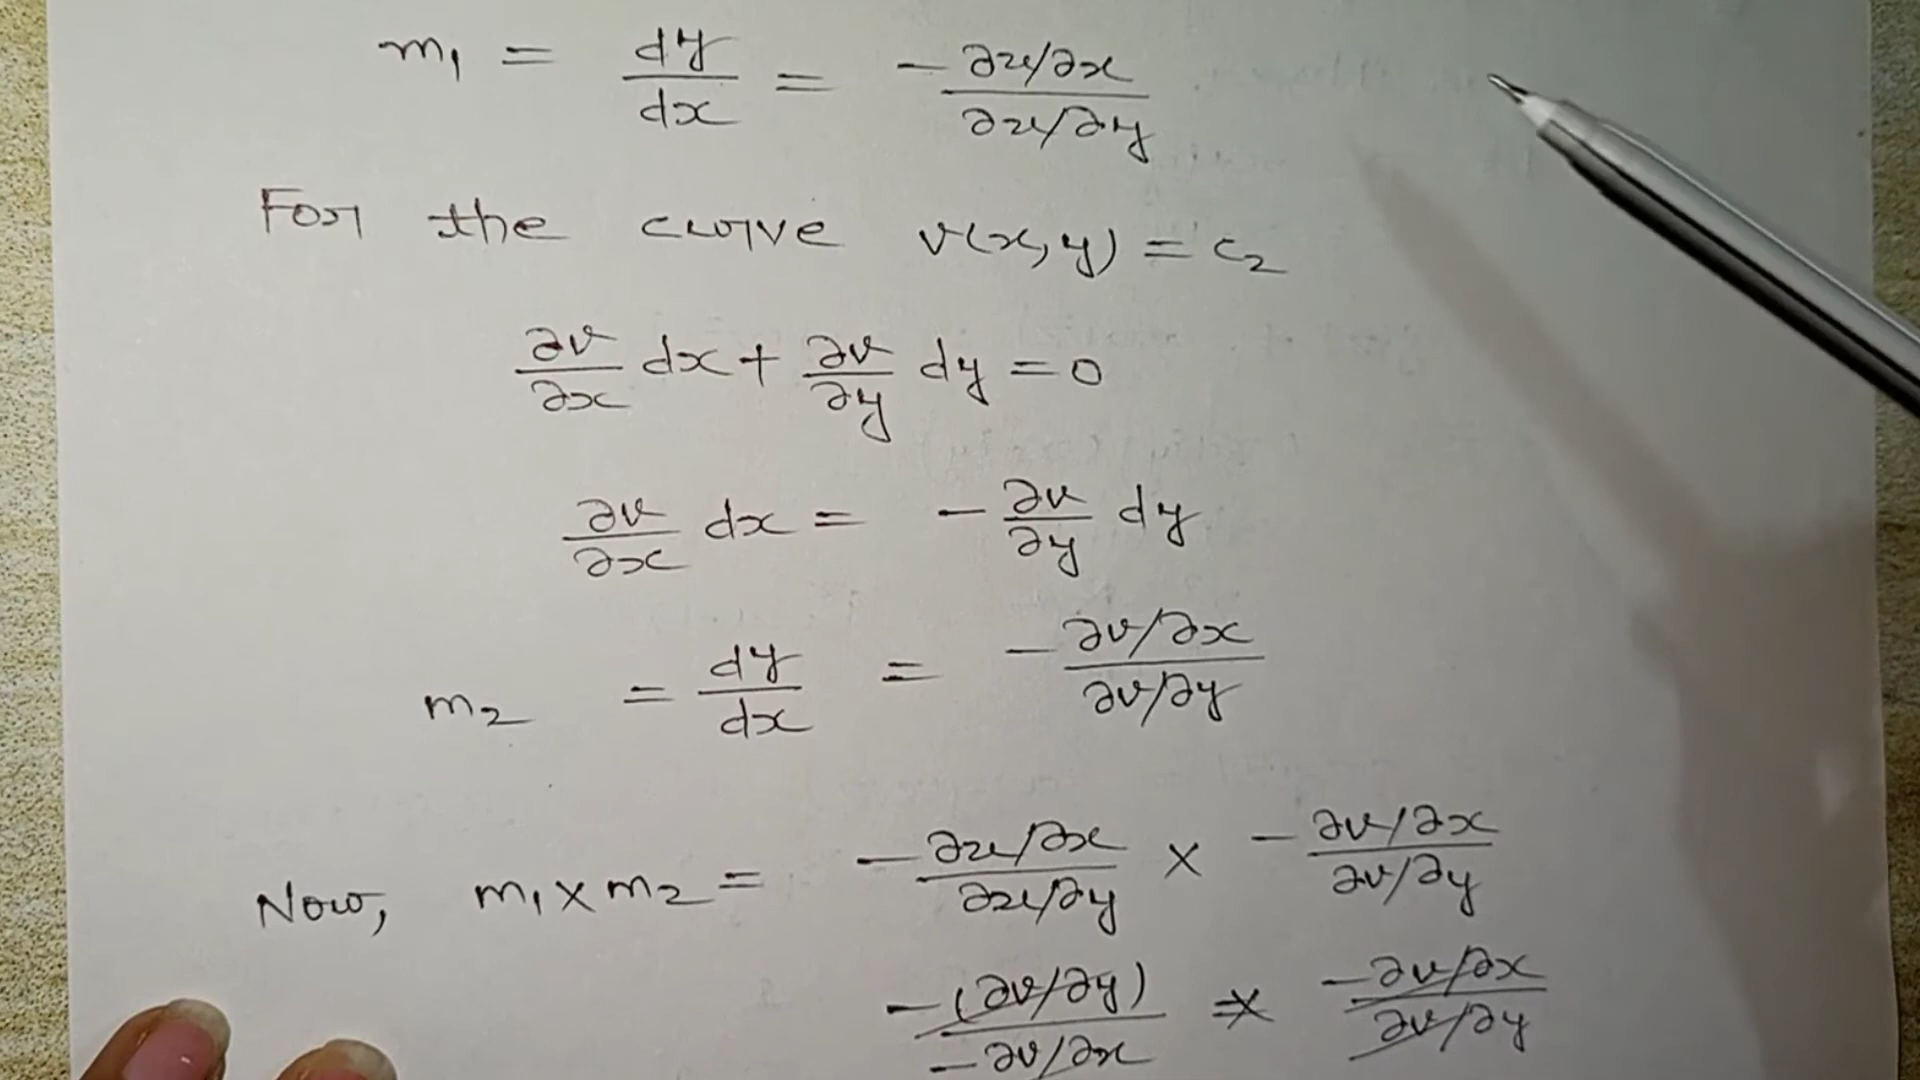 m₁ = dy/dx = - ∂u/∂x / ∂u/∂y
For the curve v(x,y) = c₂
∂v/∂x dx + ∂v/∂y dy = 0
∂v/∂x dx = - ∂v/∂y dy
m₂ = dy/dx = - ∂v/∂x / ∂v/∂y
Now, m₁ x m₂ = - ∂u/∂x / ∂u/∂y x - ∂v/∂x / ∂v/∂y
-(∂v/∂y) / -∂v/∂x x -∂v/∂x / ∂v/∂y